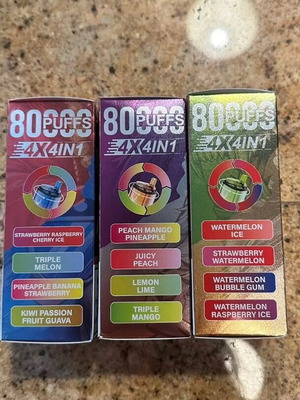 80000
PUFFS
4X4IN1
STRAWBERRY RASPBERRY
CHERRY ICE
TRIPLE
MELON
PINEAPPLE BANANA
STRAWBERRY
KIWI PASSION
FRUIT GUAVA
80000
PUFFS
4X4IN1
PEACH MANGO
PINEAPPLE
JUICY
PEACH
LEMON
LIME
TRIPLE
MANGO
80000
PUFFS
4X4IN1
WATERMELON
ICE
STRAWBERRY
WATERMELON
WATERMELON
BUBBLE GUM
WATERMELON
RASPBERRY ICE